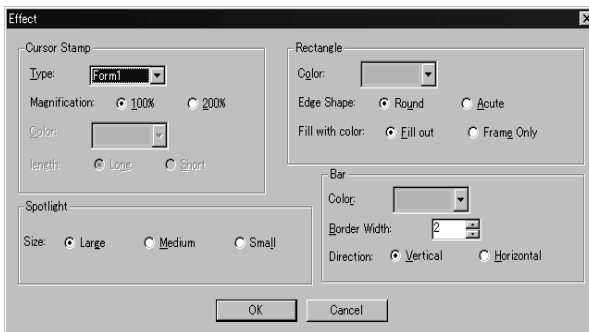 Effect
Cursor Stamp
Type: Form1
Magnification: 100% 200%
Color:
length: Long Short
Spotlight
Size: Large Medium Small
Rectangle
Color:
Edge Shape: Round Acute
Fill with color: Fill out Frame Only
Bar
Color:
Border Width: 2
Direction: Vertical Horizontal
OK Cancel